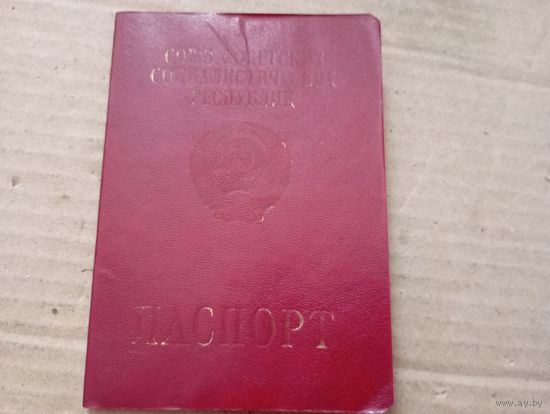 СОЮЗ СОВЕТСКИХ
СОЦИАЛИСТИЧЕСКИХ
РЕСПУБЛИК
ПАСПОРТ
www.ay.by